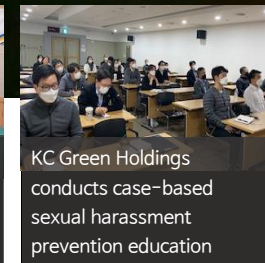 KC Green Holdings
conducts case-based
sexual harassment
prevention education